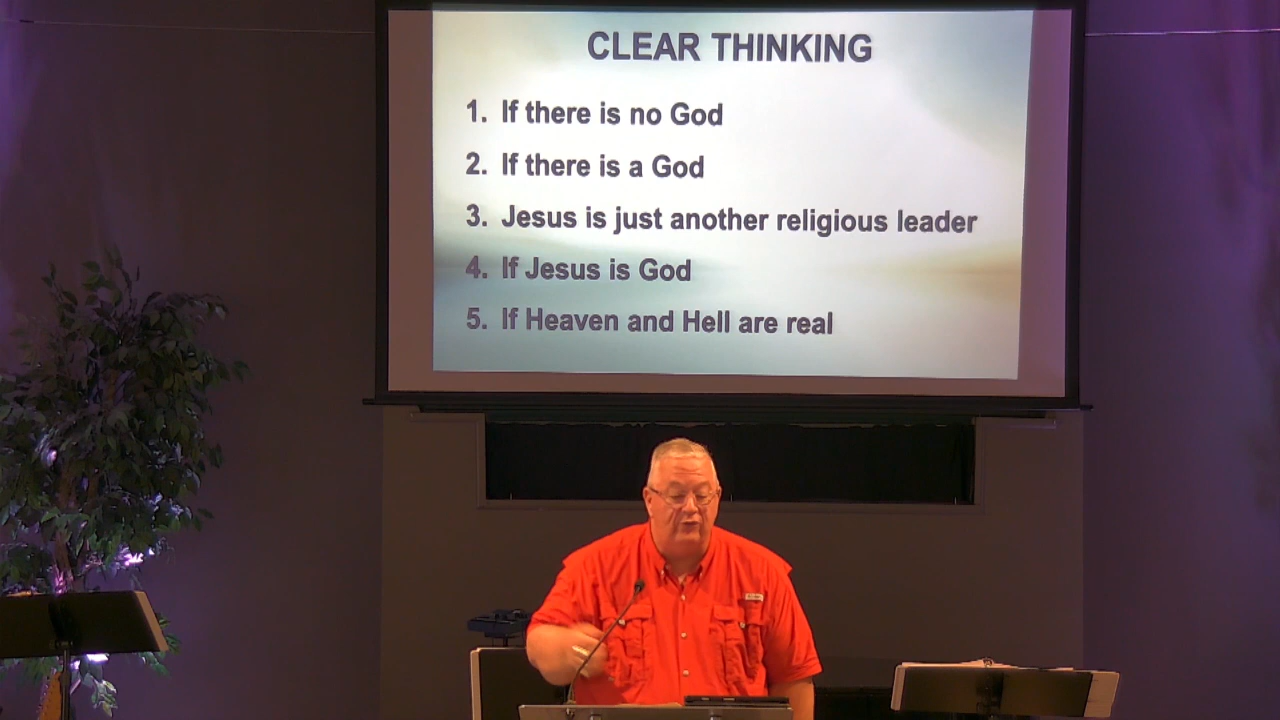 CLEAR THINKING
1. If there is no God
2. If there is a God
3. Jesus is just another religious leader
4. If Jesus is God
5. If Heaven and Hell are real